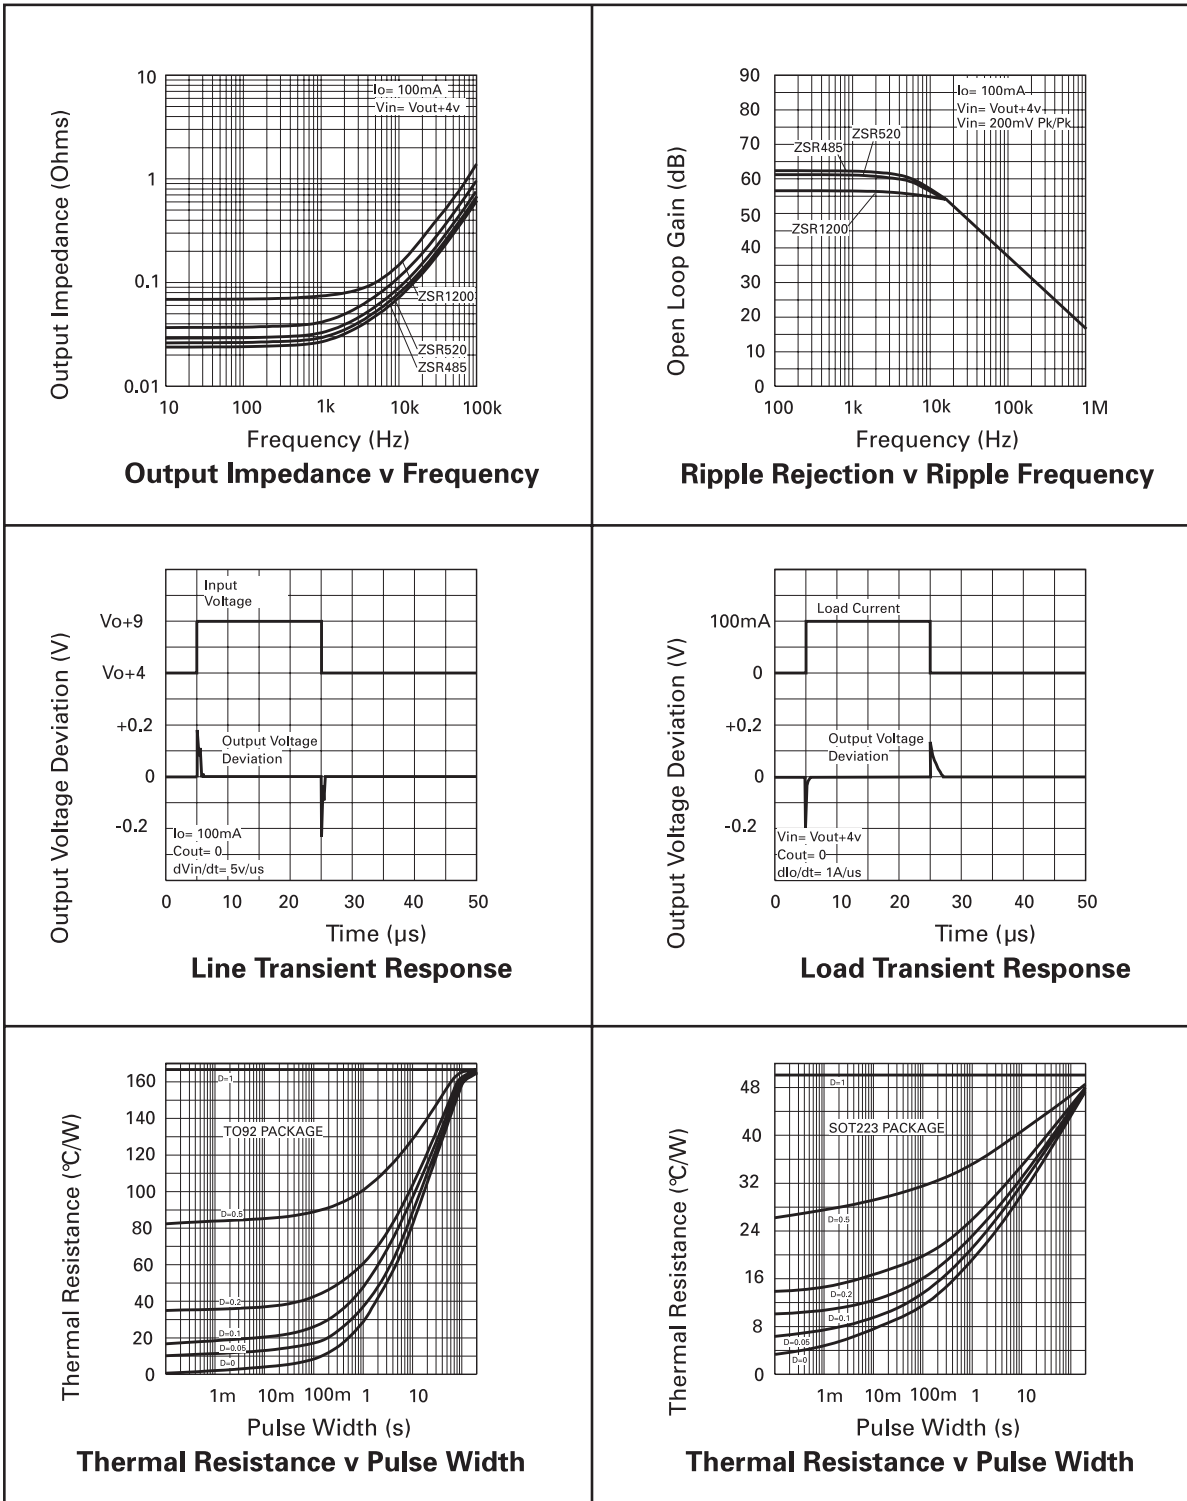 10
1
0.1
0.01
Output Impedance (Ohms)
Io= 100mA
Vin= Vout+4v
ZSR1200
ZSR520
ZSR485
10 100 1k 10k 100k
Frequency (Hz)
Output Impedance v Frequency
90
80
70
60
50
40
30
20
10
0
Open Loop Gain (dB)
Io= 100mA
Vin= Vout+4v
Vin= 200mV Pk/Pk
ZSR520
ZSR485
ZSR1200
100 1k 10k 100k 1M
Frequency (Hz)
Ripple Rejection v Ripple Frequency
Output Voltage Deviation (V)
Input
Voltage
Vo+9
Vo+4
+0.2
0
-0.2
Output Voltage
Deviation
Io= 100mA
Cout= 0
dVin/dt= 5v/us
0 10 20 30 40 50
Time (µs)
Line Transient Response
Output Voltage Deviation (V)
Load Current
100mA
0
+0.2
0
-0.2
Output Voltage
Deviation
Vin= Vout+4v
Cout= 0
dIo/dt= 1A/us
0 10 20 30 40 50
Time (µs)
Load Transient Response
Thermal Resistance (°C/W)
160
140
120
100
80
60
40
20
0
D=1
TO92 PACKAGE
D=0.5
D=0.2
D=0.1
D=0.05
D=0
1m 10m 100m 1 10
Pulse Width (s)
Thermal Resistance v Pulse Width
Thermal Resistance (°C/W)
48
40
32
24
16
8
0
D=1
SOT223 PACKAGE
D=0.5
D=0.2
D=0.1
D=0.05
D=0
1m 10m 100m 1 10
Pulse Width (s)
Thermal Resistance v Pulse Width